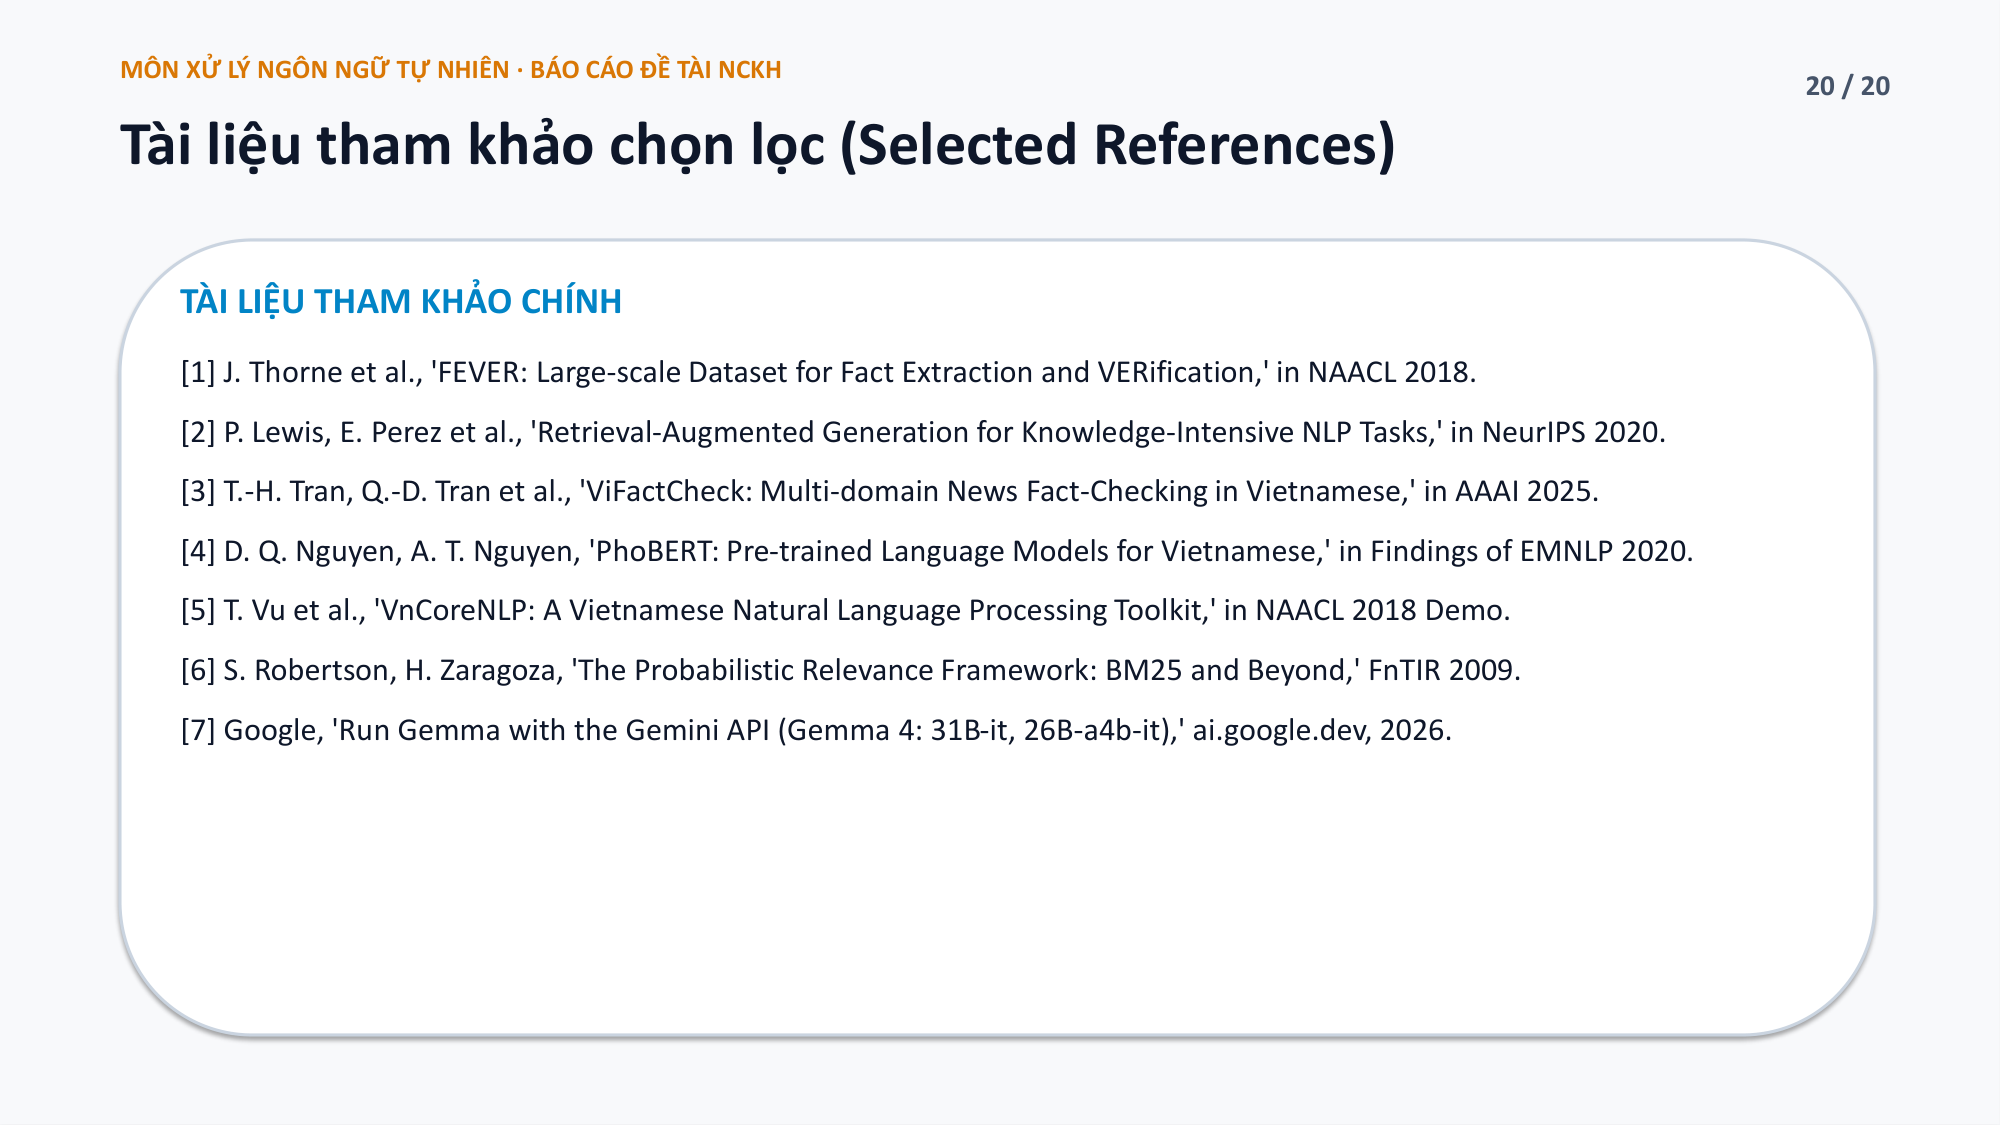 MÔN XỬ LÝ NGÔN NGỮ TỰ NHIÊN · BÁO CÁO ĐỀ TÀI NCKH
20 / 20
Tài liệu tham khảo chọn lọc (Selected References)
TÀI LIỆU THAM KHẢO CHÍNH
[1] J. Thorne et al., 'FEVER: Large-scale Dataset for Fact Extraction and VERification,' in NAACL 2018.
[2] P. Lewis, E. Perez et al., 'Retrieval-Augmented Generation for Knowledge-Intensive NLP Tasks,' in NeurIPS 2020.
[3] T.-H. Tran, Q.-D. Tran et al., 'ViFactCheck: Multi-domain News Fact-Checking in Vietnamese,' in AAAI 2025.
[4] D. Q. Nguyen, A. T. Nguyen, 'PhoBERT: Pre-trained Language Models for Vietnamese,' in Findings of EMNLP 2020.
[5] T. Vu et al., 'VnCoreNLP: A Vietnamese Natural Language Processing Toolkit,' in NAACL 2018 Demo.
[6] S. Robertson, H. Zaragoza, 'The Probabilistic Relevance Framework: BM25 and Beyond,' FnTIR 2009.
[7] Google, 'Run Gemma with the Gemini API (Gemma 4: 31B-it, 26B-a4b-it),' ai.google.dev, 2026.